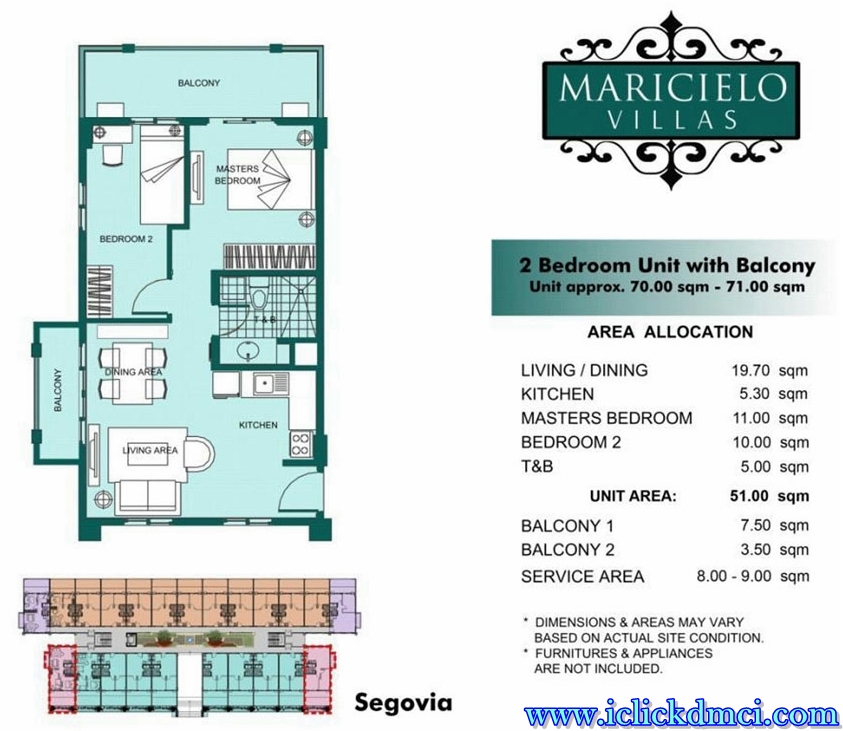 MARICIELO
VILLAS
BALCONY
MASTERS
BEDROOM
BEDROOM 2
T & B
DINING AREA
BALCONY
KITCHEN
LIVING AREA
2 Bedroom Unit with Balcony
Unit approx. 70.00 sqm - 71.00 sqm
AREA ALLOCATION
LIVING / DINING 19.70 sqm
KITCHEN 5.30 sqm
MASTERS BEDROOM 11.00 sqm
BEDROOM 2 10.00 sqm
T&B 5.00 sqm
UNIT AREA: 51.00 sqm
BALCONY 1 7.50 sqm
BALCONY 2 3.50 sqm
SERVICE AREA 8.00 - 9.00 sqm
* DIMENSIONS & AREAS MAY VARY
BASED ON ACTUAL SITE CONDITION.
* FURNITURES & APPLIANCES
ARE NOT INCLUDED.
Segovia
www.iclickdmci.com